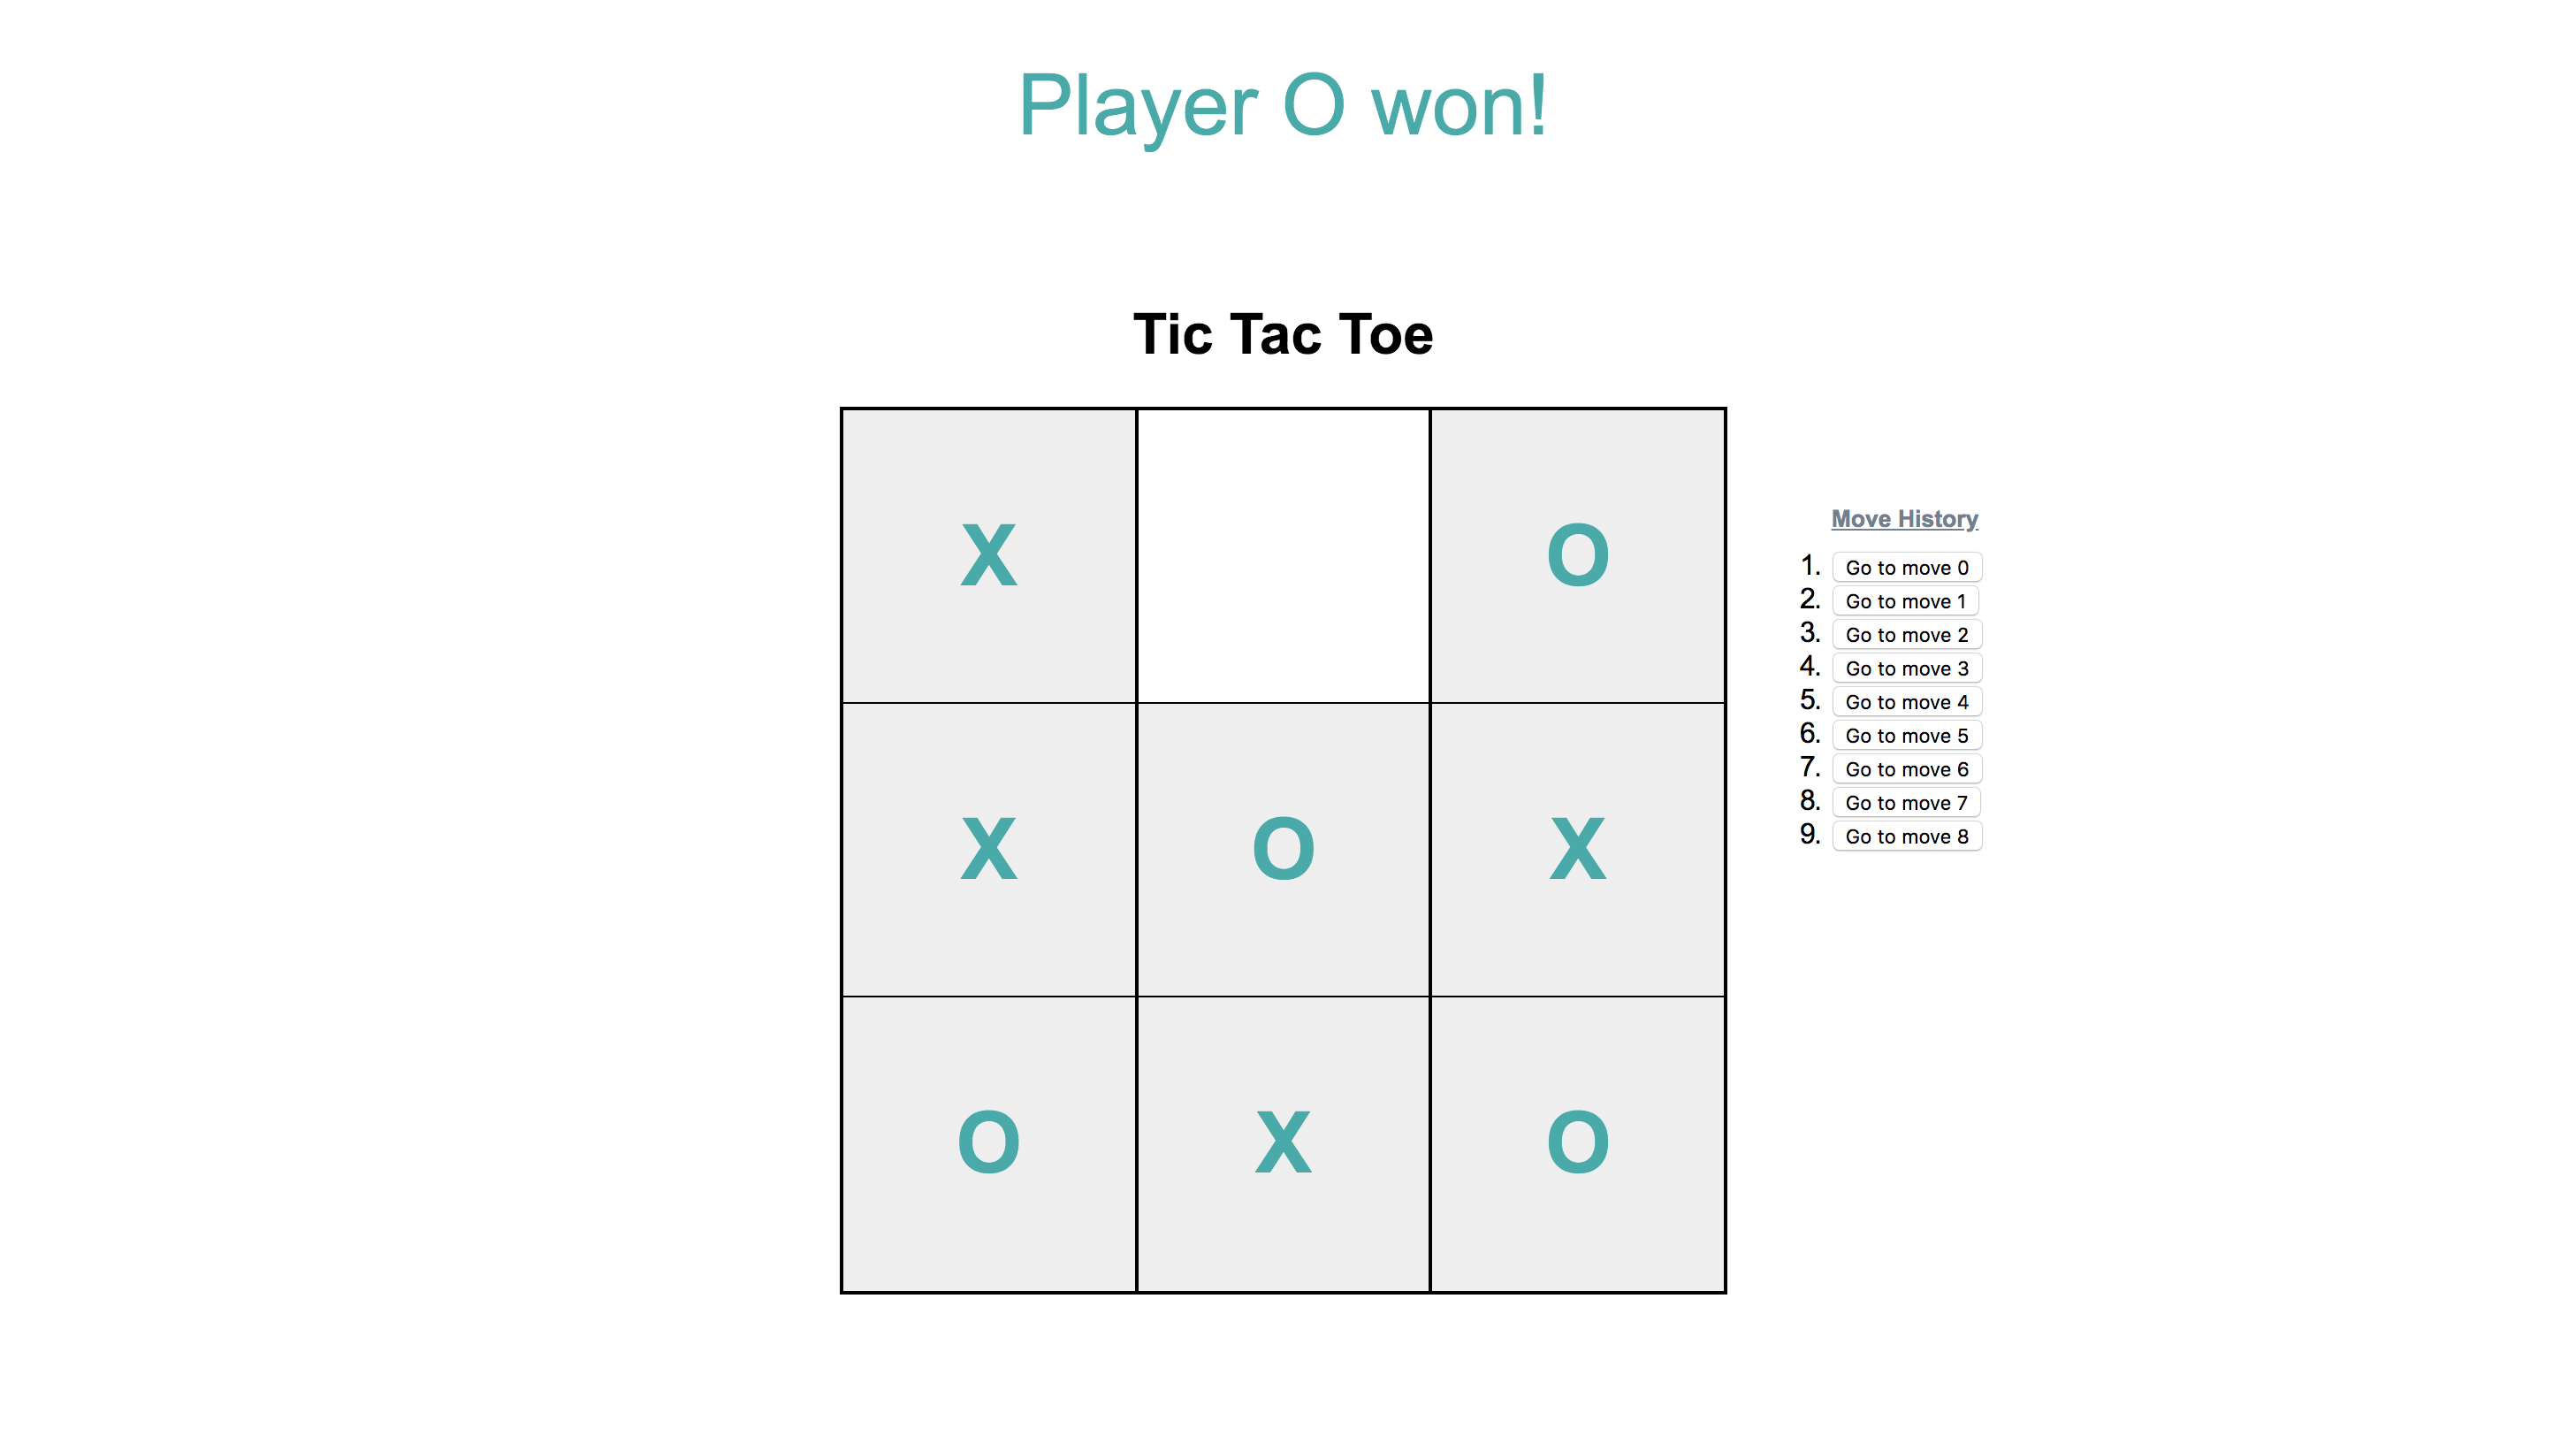 Player O won!
Tic Tac Toe
X O
X O X
O X O
Move History
1. Go to move 0
2. Go to move 1
3. Go to move 2
4. Go to move 3
5. Go to move 4
6. Go to move 5
7. Go to move 6
8. Go to move 7
9. Go to move 8